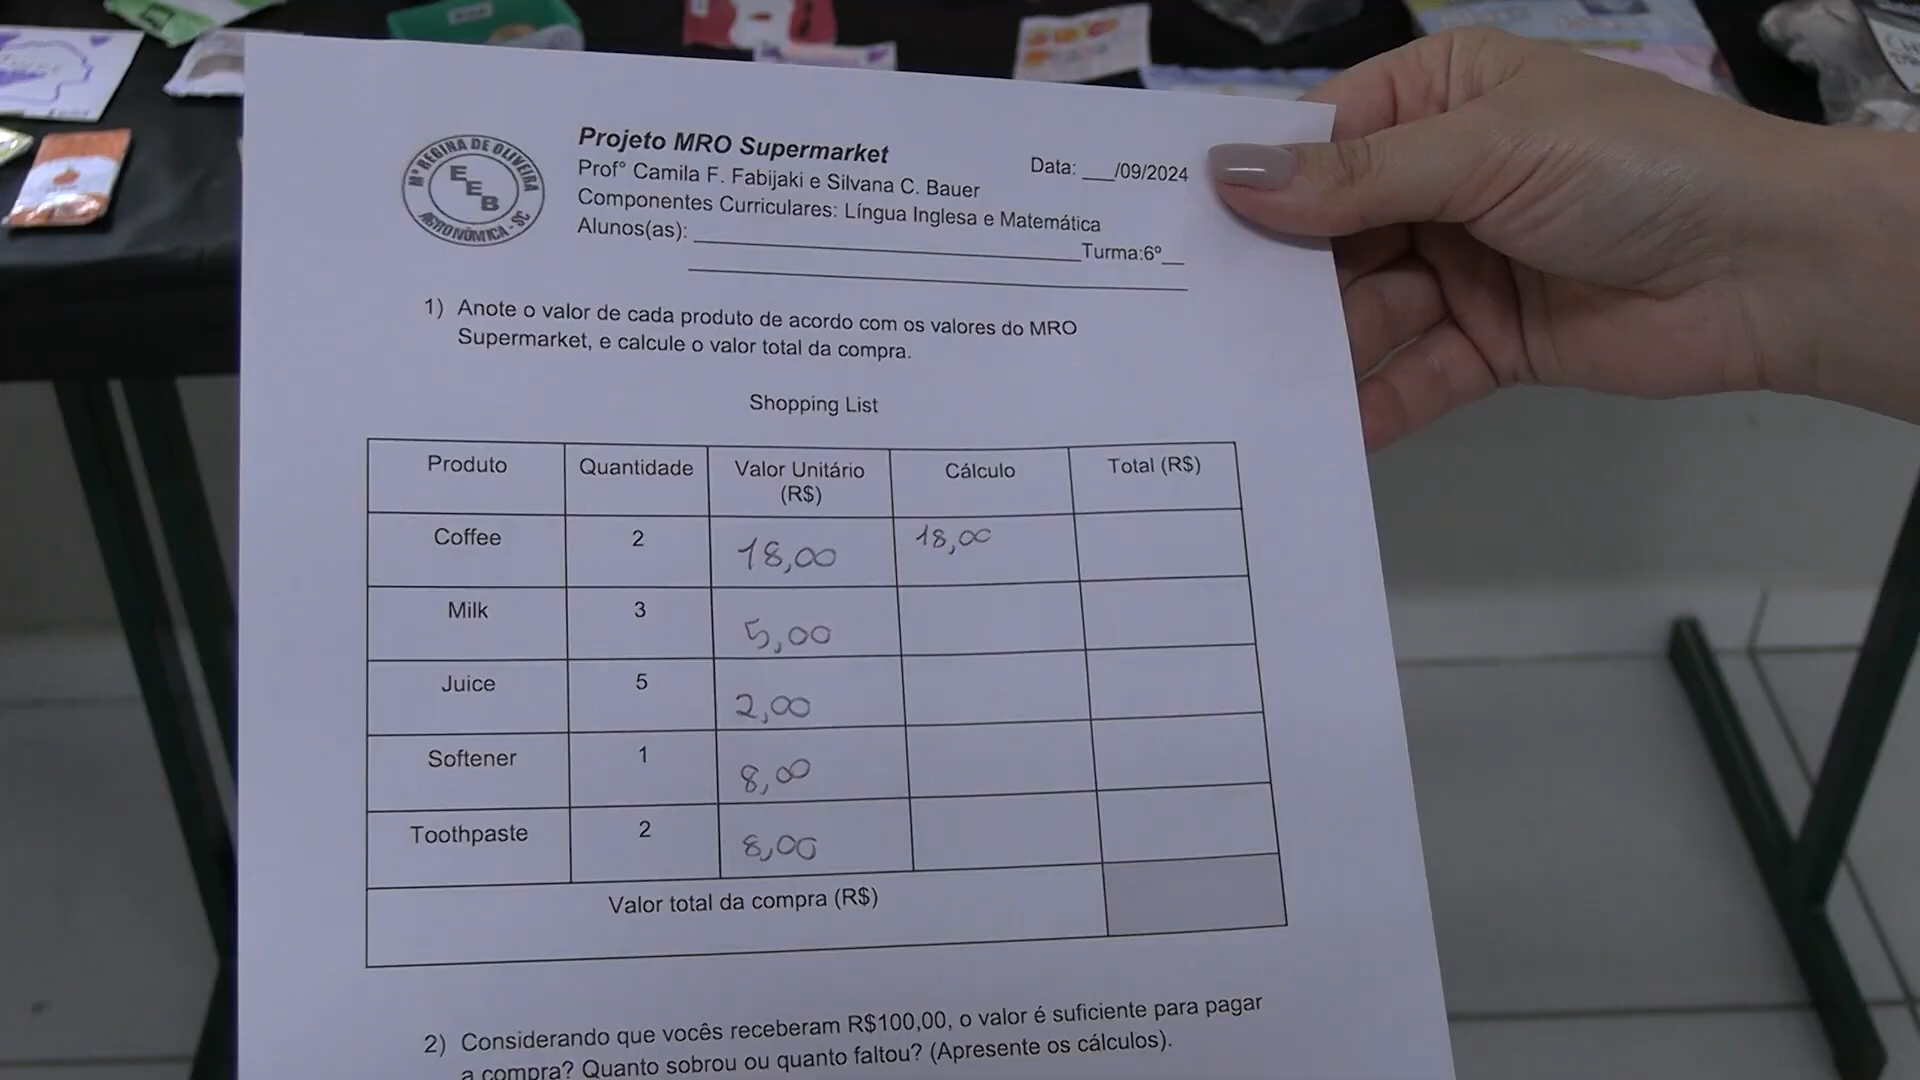 Mª REGINA DE OLIVEIRA
EEB
AGRONÔMICA - SC
Projeto MRO Supermarket
Profº Camila F. Fabijaki e Silvana C. Bauer
Data: ___/09/2024
Componentes Curriculares: Língua Inglesa e Matemática
Alunos(as): ______ Turma:6º__
1) Anote o valor de cada produto de acordo com os valores do MRO
Supermarket, e calcule o valor total da compra.
Shopping List
Produto Quantidade Valor Unitário (R$) Cálculo Total (R$)
Coffee 2 18,00 18,00
Milk 3 5,00
Juice 5 2,00
Softener 1 8,00
Toothpaste 2 8,00
Valor total da compra (R$)
2) Considerando que vocês receberam R$100,00, o valor é suficiente para pagar
a compra? Quanto sobrou ou quanto faltou? (Apresente os cálculos).